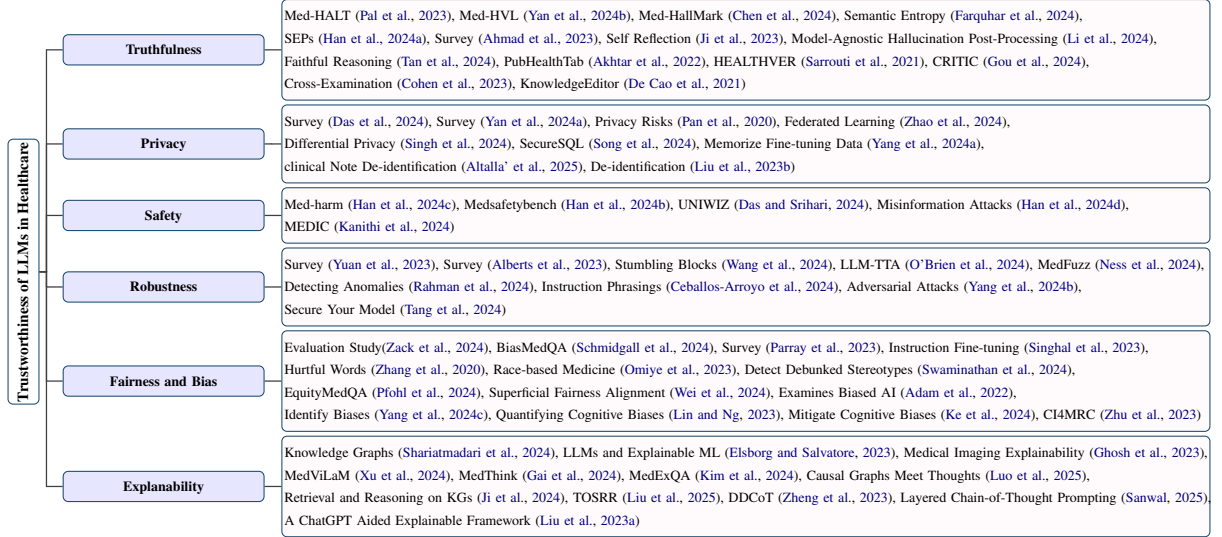 Trustworthiness of LLMs in Healthcare
Truthfulness
Med-HALT (Pal et al., 2023), Med-HVL (Yan et al., 2024b), Med-HallMark (Chen et al., 2024), Semantic Entropy (Farquhar et al., 2024),
SEPs (Han et al., 2024a), Survey (Ahmad et al., 2023), Self Reflection (Ji et al., 2023), Model-Agnostic Hallucination Post-Processing (Li et al., 2024),
Faithful Reasoning (Tan et al., 2024), PubHealthTab (Akhtar et al., 2022), HEALTHVER (Sarrouti et al., 2021), CRITIC (Gou et al., 2024),
Cross-Examination (Cohen et al., 2023), KnowledgeEditor (De Cao et al., 2021)
Privacy
Survey (Das et al., 2024), Survey (Yan et al., 2024a), Privacy Risks (Pan et al., 2020), Federated Learning (Zhao et al., 2024),
Differential Privacy (Singh et al., 2024), SecureSQL (Song et al., 2024), Memorize Fine-tuning Data (Yang et al., 2024a),
clinical Note De-identification (Altalla' et al., 2025), De-identification (Liu et al., 2023b)
Safety
Med-harm (Han et al., 2024c), Medsafetybench (Han et al., 2024b), UNIWIZ (Das and Srihari, 2024), Misinformation Attacks (Han et al., 2024d),
MEDIC (Kanithi et al., 2024)
Robustness
Survey (Yuan et al., 2023), Survey (Alberts et al., 2023), Stumbling Blocks (Wang et al., 2024), LLM-TTA (O'Brien et al., 2024), MedFuzz (Ness et al., 2024),
Detecting Anomalies (Rahman et al., 2024), Instruction Phrasings (Ceballos-Arroyo et al., 2024), Adversarial Attacks (Yang et al., 2024b),
Secure Your Model (Tang et al., 2024)
Fairness and Bias
Evaluation Study(Zack et al., 2024), BiasMedQA (Schmidgall et al., 2024), Survey (Parray et al., 2023), Instruction Fine-tuning (Singhal et al., 2023),
Hurtful Words (Zhang et al., 2020), Race-based Medicine (Omiye et al., 2023), Detect Debunked Stereotypes (Swaminathan et al., 2024),
EquityMedQA (Pfohl et al., 2024), Superficial Fairness Alignment (Wei et al., 2024), Examines Biased AI (Adam et al., 2022),
Identify Biases (Yang et al., 2024c), Quantifying Cognitive Biases (Lin and Ng, 2023), Mitigate Cognitive Biases (Ke et al., 2024), CI4MRC (Zhu et al., 2023)
Explanability
Knowledge Graphs (Shariatmadari et al., 2024), LLMs and Explainable ML (Elsborg and Salvatore, 2023), Medical Imaging Explainability (Ghosh et al., 2023),
MedViLaM (Xu et al., 2024), MedThink (Gai et al., 2024), MedExQA (Kim et al., 2024), Causal Graphs Meet Thoughts (Luo et al., 2025),
Retrieval and Reasoning on KGs (Ji et al., 2024), TOSRR (Liu et al., 2025), DDCoT (Zheng et al., 2023), Layered Chain-of-Thought Prompting (Sanwal, 2025),
A ChatGPT Aided Explainable Framework (Liu et al., 2023a)